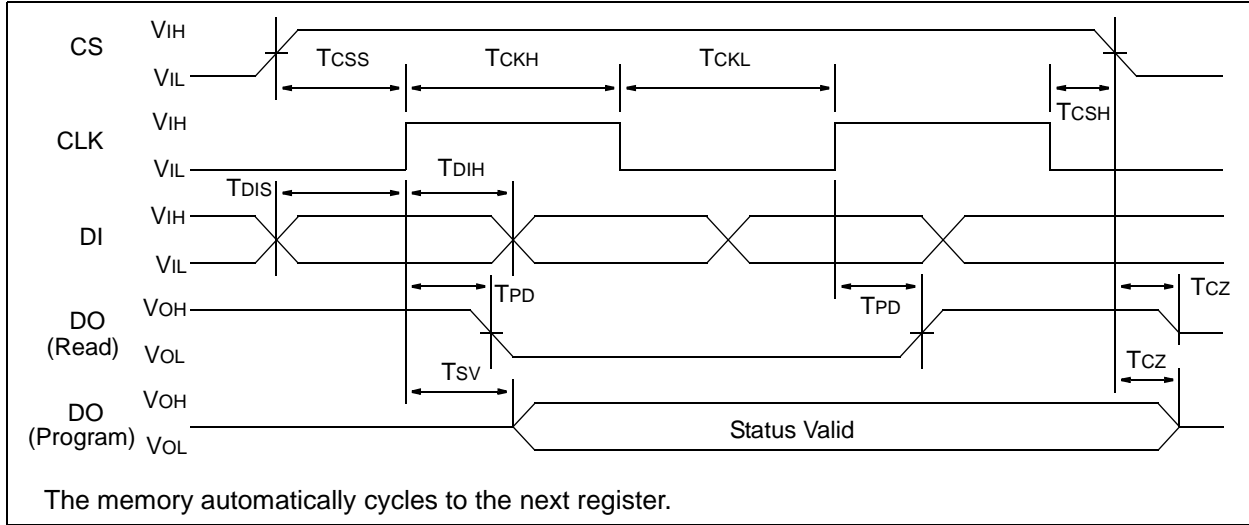 CS
VIH
VIL
TCSS
TCKH
TCKL
TCSH
CLK
VIH
VIL
TDIS
TDIH
DI
VIH
VIL
TPD
TPD
TCZ
DO
(Read)
VOH
VOL
TSV
TCZ
DO
(Program)
VOH
VOL
Status Valid
The memory automatically cycles to the next register.